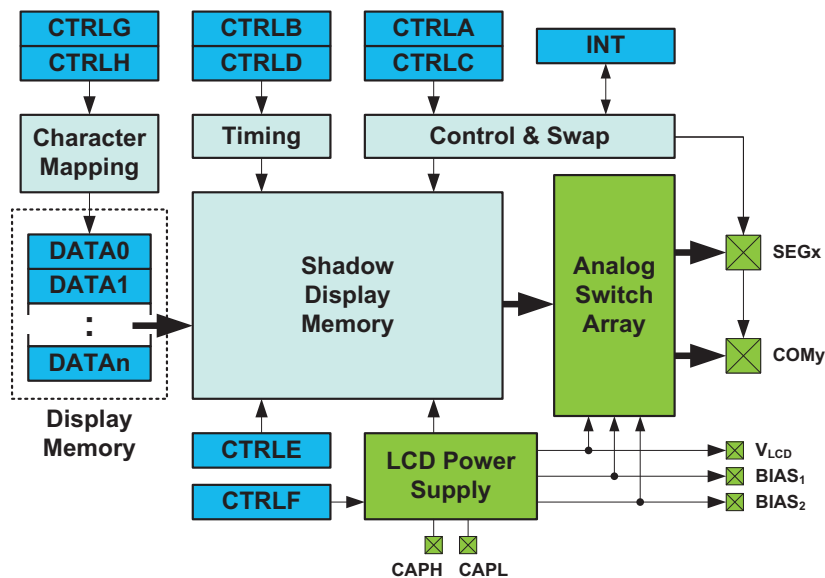 CTRLG
CTRLH
CTRLB
CTRLD
CTRLA
CTRLC
INT
Character
Mapping
Timing
Control & Swap
DATA0
DATA1
:
DATAn
Display
Memory
Shadow
Display
Memory
Analog
Switch
Array
SEGx
COMy
CTRLE
CTRLF
LCD Power
Supply
VLCD
BIAS1
BIAS2
CAPH
CAPL